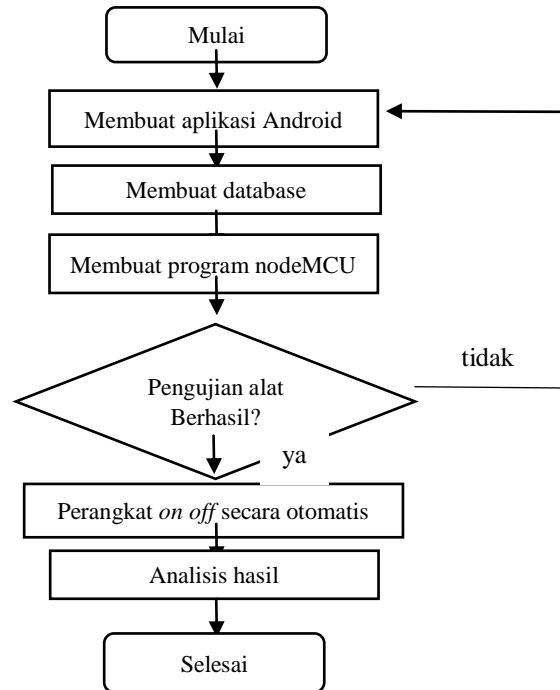 Mulai
Membuat aplikasi Android
Membuat database
Membuat program nodeMCU
tidak
Pengujian alat
Berhasil?
ya
Perangkat on off secara otomatis
Analisis hasil
Selesai